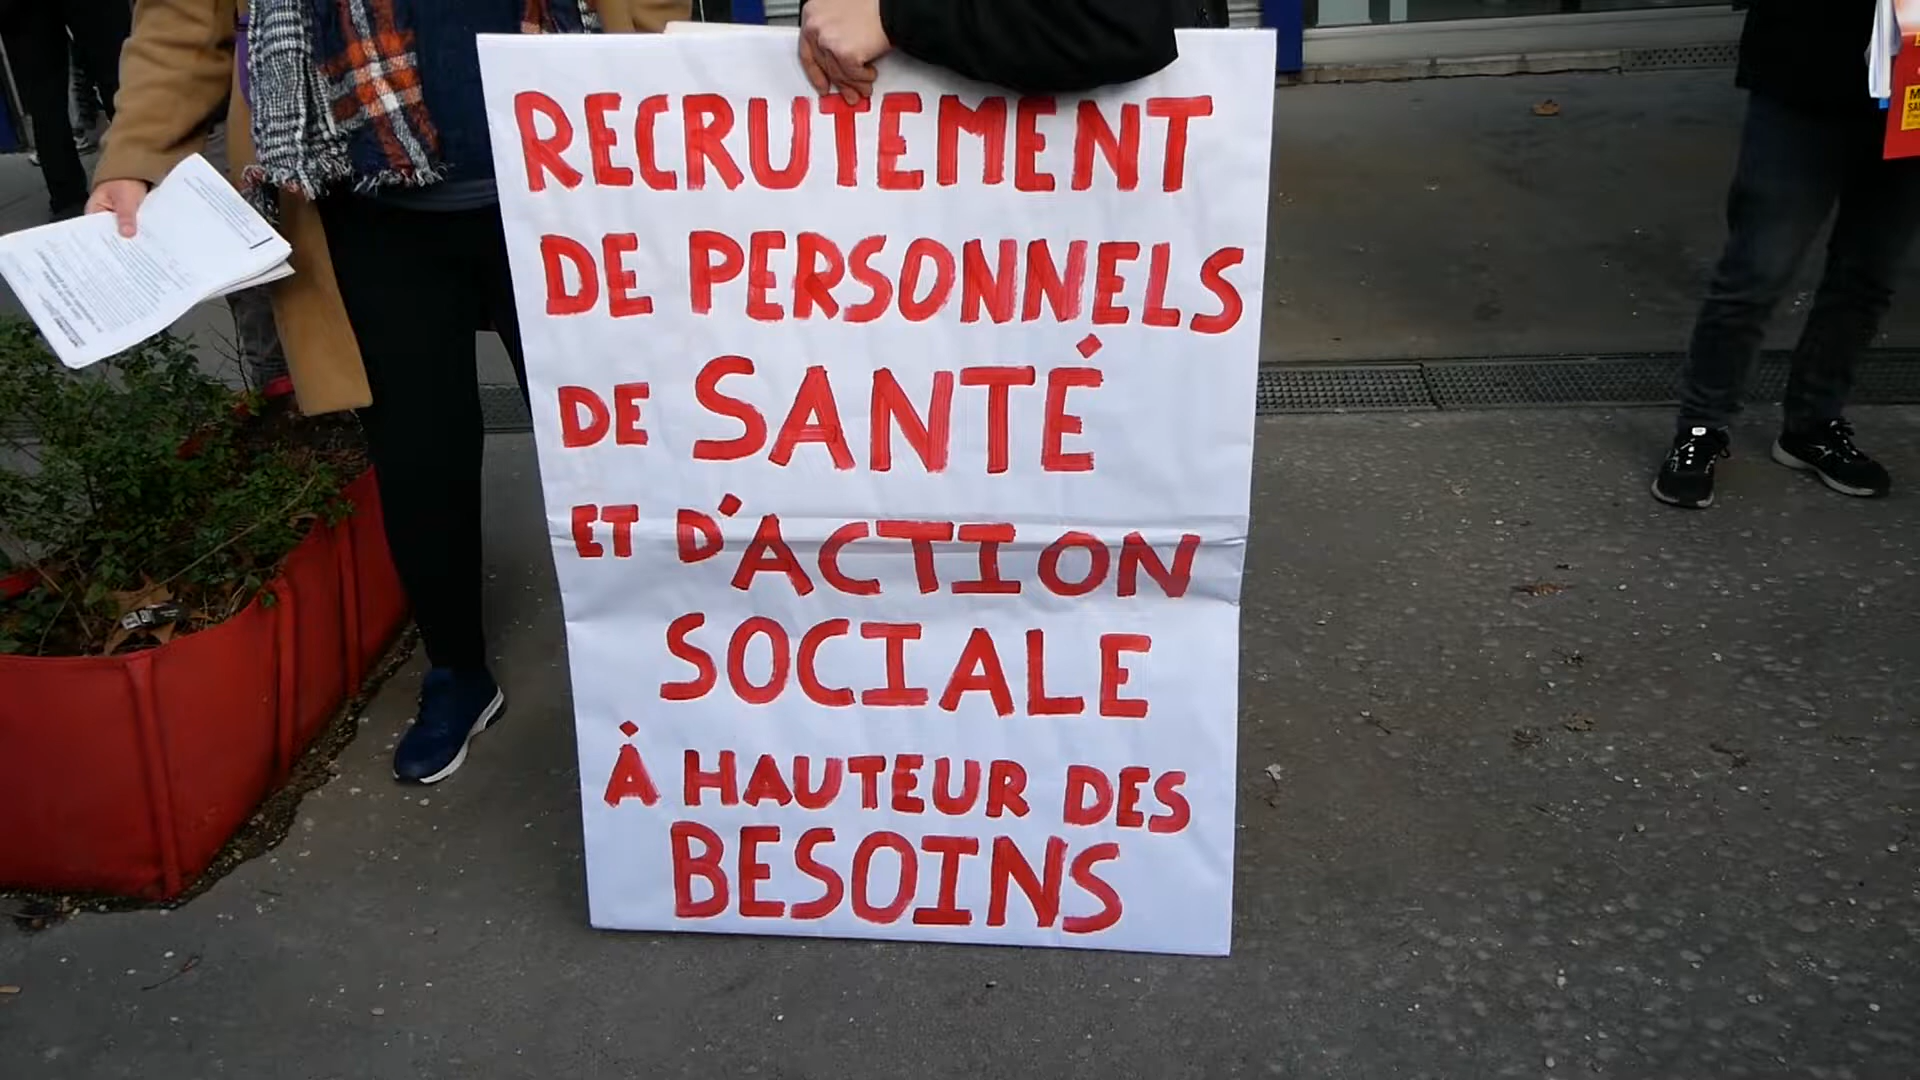 RECRUTEMENT
DE PERSONNELS
DE SANTÉ
ET D'ACTION
SOCIALE
À HAUTEUR DES
BESOINS